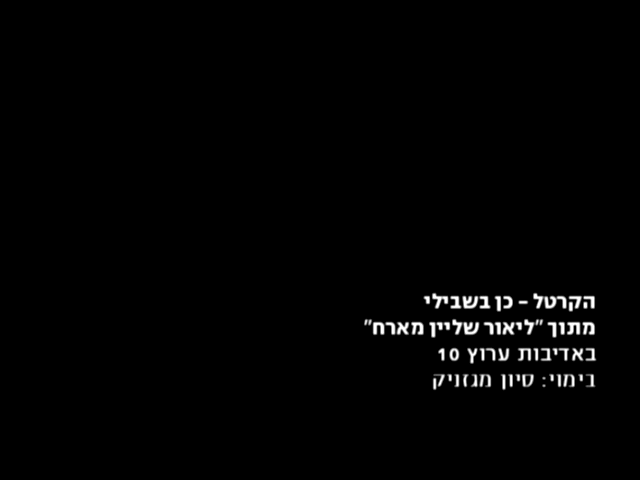 הקרטל - כן בשבילי
מתוך "ליאור שליין מארח"
באדיבות ערוץ 10
בימוי: סיון מגזניק